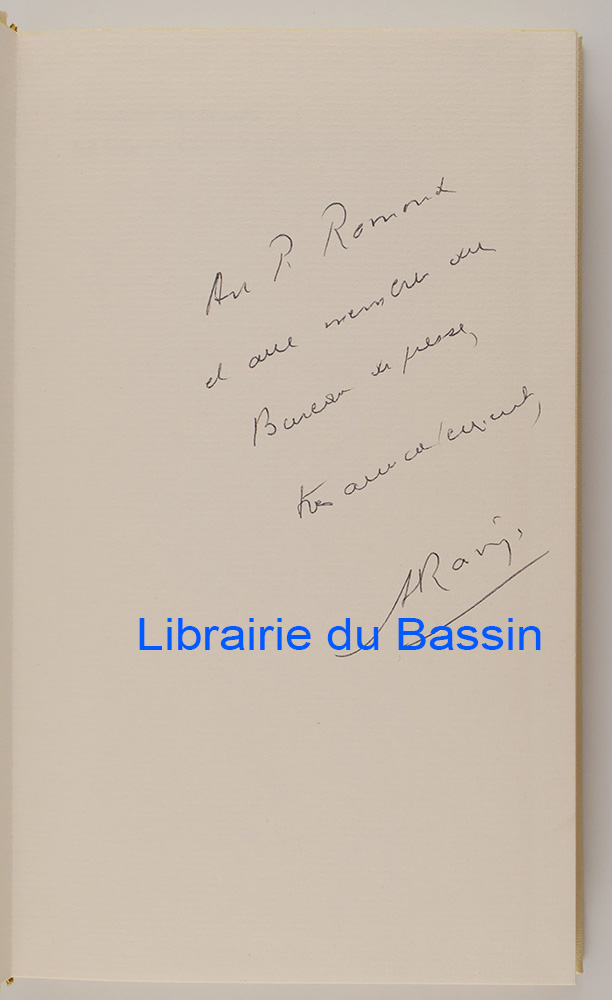 Au P. Romond
et aux membres du
Bureau de presse,
très amicalement,
Librairie du Bassin